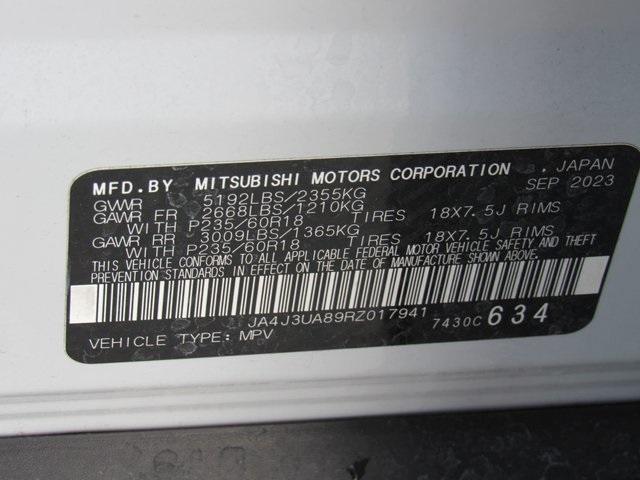 MFD.BY MITSUBISHI MOTORS CORPORATION . JAPAN
GVWR 5192LBS/2355KG SEP 2023
GAWR FR 2668LBS/1210KG
WITH P235/60R18 TIRES 18X7.5J RIMS
GAWR RR 3009LBS/1365KG
WITH P235/60R18 TIRES 18X7.5J RIMS
THIS VEHICLE CONFORMS TO ALL APPLICABLE FEDERAL MOTOR VEHICLE SAFETY AND THEFT
PREVENTION STANDARDS IN EFFECT ON THE DATE OF MANUFACTURE SHOWN ABOVE.
JA4J3UA89RZ017941 7430C 634
VEHICLE TYPE: MPV